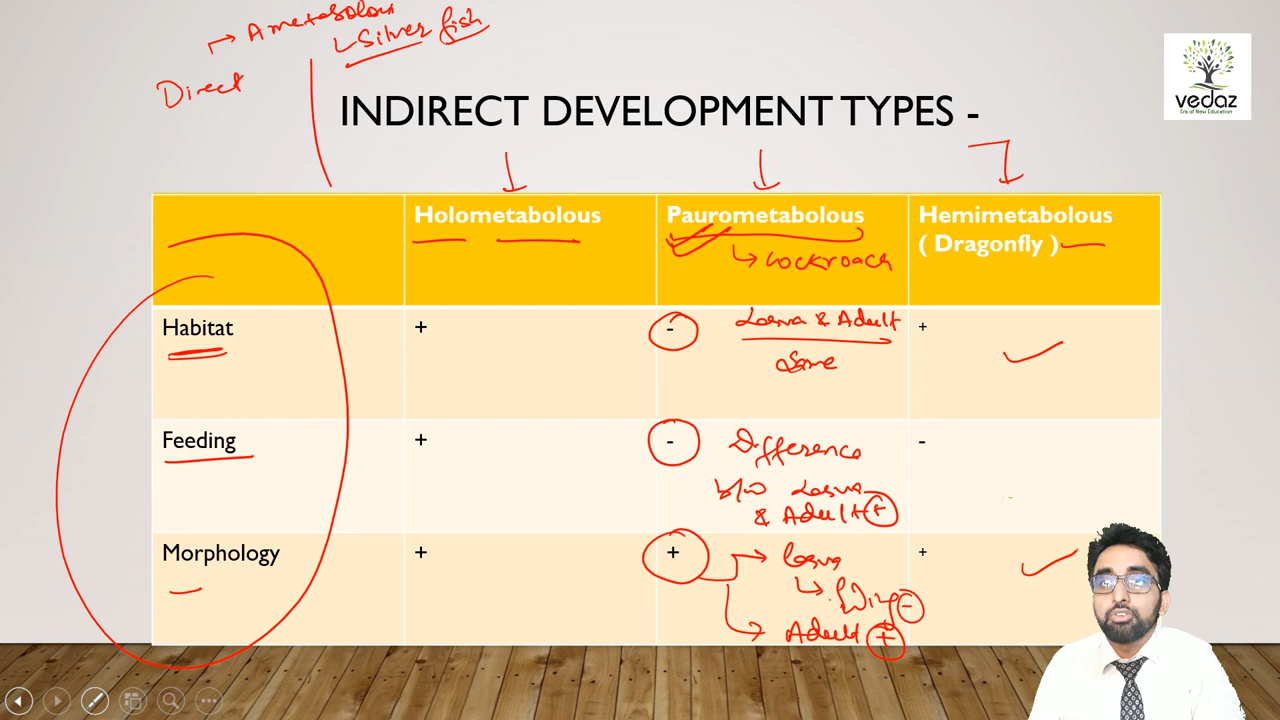 Ametabolous
Silver fish
Direct
vedaz
Era of New Education
INDIRECT DEVELOPMENT TYPES -
Holometabolous
Paurometabolous
Cockroach
Hemimetabolous
( Dragonfly )
Habitat
+
-
Larva & Adult
Same
+
Feeding
+
-
Difference
b/w Larva
& Adult +
-
Morphology
+
+
Larva
Wing -
Adult +
+